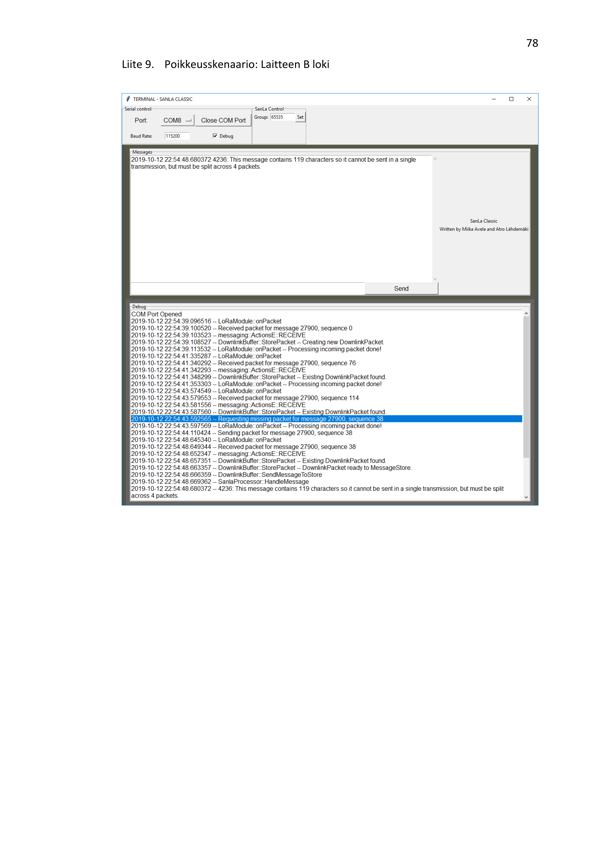 78
Liite 9. Poikkeusskenaario: Laitteen B loki
TERMINAL - SANLA CLASSIC
Serial control
SanLa Control
Port: COM8 Close COM Port
Group: 65535 Set
Baud Rate: 115200 Debug
Messages
2019-10-12 22:54:48.680372 4236: This message contains 119 characters so it cannot be sent in a single
transmission, but must be split across 4 packets.
SanLa Classic
Written by Miika Avela and Atro Lähdemäki
Send
Debug
COM Port Opened
2019-10-12 22:54:39.096516 -- LoRaModule::onPacket
2019-10-12 22:54:39.100520 -- Received packet for message 27900, sequence 0
2019-10-12 22:54:39.103523 -- messaging::ActionsE::RECEIVE
2019-10-12 22:54:39.108527 -- DownlinkBuffer::StorePacket -- Creating new DownlinkPacket.
2019-10-12 22:54:39.113532 -- LoRaModule::onPacket -- Processing incoming packet done!
2019-10-12 22:54:41.335287 -- LoRaModule::onPacket
2019-10-12 22:54:41.340292 -- Received packet for message 27900, sequence 76
2019-10-12 22:54:41.342293 -- messaging::ActionsE::RECEIVE
2019-10-12 22:54:41.348299 -- DownlinkBuffer::StorePacket -- Existing DownlinkPacket found.
2019-10-12 22:54:41.353303 -- LoRaModule::onPacket -- Processing incoming packet done!
2019-10-12 22:54:43.574549 -- LoRaModule::onPacket
2019-10-12 22:54:43.579553 -- Received packet for message 27900, sequence 114
2019-10-12 22:54:43.581556 -- messaging::ActionsE::RECEIVE
2019-10-12 22:54:43.587560 -- DownlinkBuffer::StorePacket -- Existing DownlinkPacket found.
2019-10-12 22:54:43.592565 -- Requesting missing packet for message 27900, sequence 38
2019-10-12 22:54:43.597569 -- LoRaModule::onPacket -- Processing incoming packet done!
2019-10-12 22:54:44.110424 -- Sending packet for message 27900, sequence 38
2019-10-12 22:54:48.645340 -- LoRaModule::onPacket
2019-10-12 22:54:48.649344 -- Received packet for message 27900, sequence 38
2019-10-12 22:54:48.652347 -- messaging::ActionsE::RECEIVE
2019-10-12 22:54:48.657351 -- DownlinkBuffer::StorePacket -- Existing DownlinkPacket found.
2019-10-12 22:54:48.663357 -- DownlinkBuffer::StorePacket -- DownlinkPacket ready to MessageStore.
2019-10-12 22:54:48.666359 -- DownlinkBuffer::SendMessageToStore
2019-10-12 22:54:48.669362 -- SanlaProcessor::HandleMessage
2019-10-12 22:54:48.680372 -- 4236: This message contains 119 characters so it cannot be sent in a single transmission, but must be split
across 4 packets.